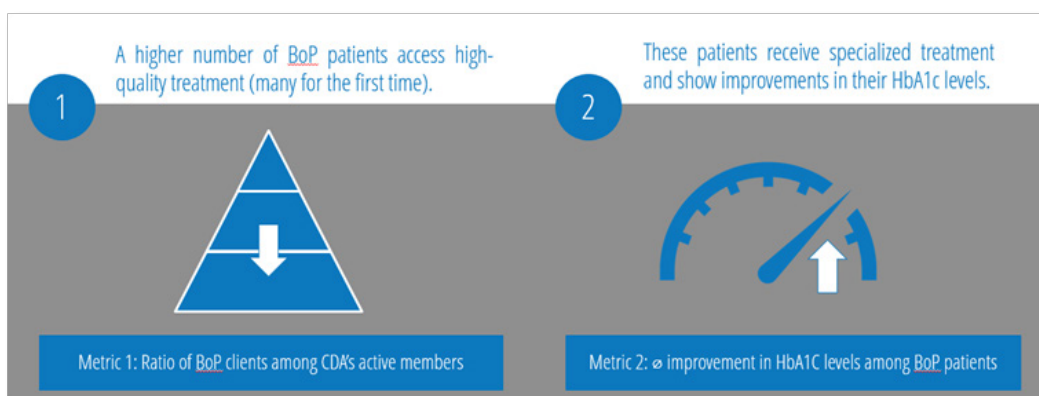 A higher number of BoP patients access high-
quality treatment (many for the first time).
1
Metric 1: Ratio of BoP clients among CDA's active members
These patients receive specialized treatment
and show improvements in their HbA1c levels.
2
Metric 2: ⌀ improvement in HbA1C levels among BoP patients